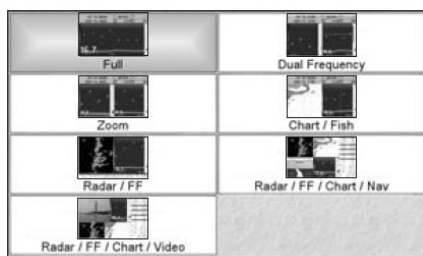 Full
Dual Frequency
Zoom
Chart / Fish
Radar / FF
Radar / FF / Chart / Nav
Radar / FF / Chart / Video